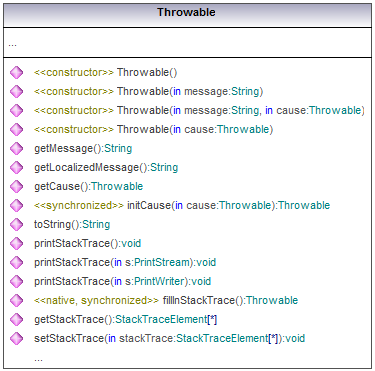 Throwable
...
<<constructor>> Throwable()
<<constructor>> Throwable(in message:String)
<<constructor>> Throwable(in message:String, in cause:Throwable)
<<constructor>> Throwable(in cause:Throwable)
getMessage():String
getLocalizedMessage():String
getCause():Throwable
<<synchronized>> initCause(in cause:Throwable):Throwable
toString():String
printStackTrace():void
printStackTrace(in s:PrintStream):void
printStackTrace(in s:PrintWriter):void
<<native, synchronized>> fillInStackTrace():Throwable
getStackTrace():StackTraceElement[*]
setStackTrace(in stackTrace:StackTraceElement[*]):void
...